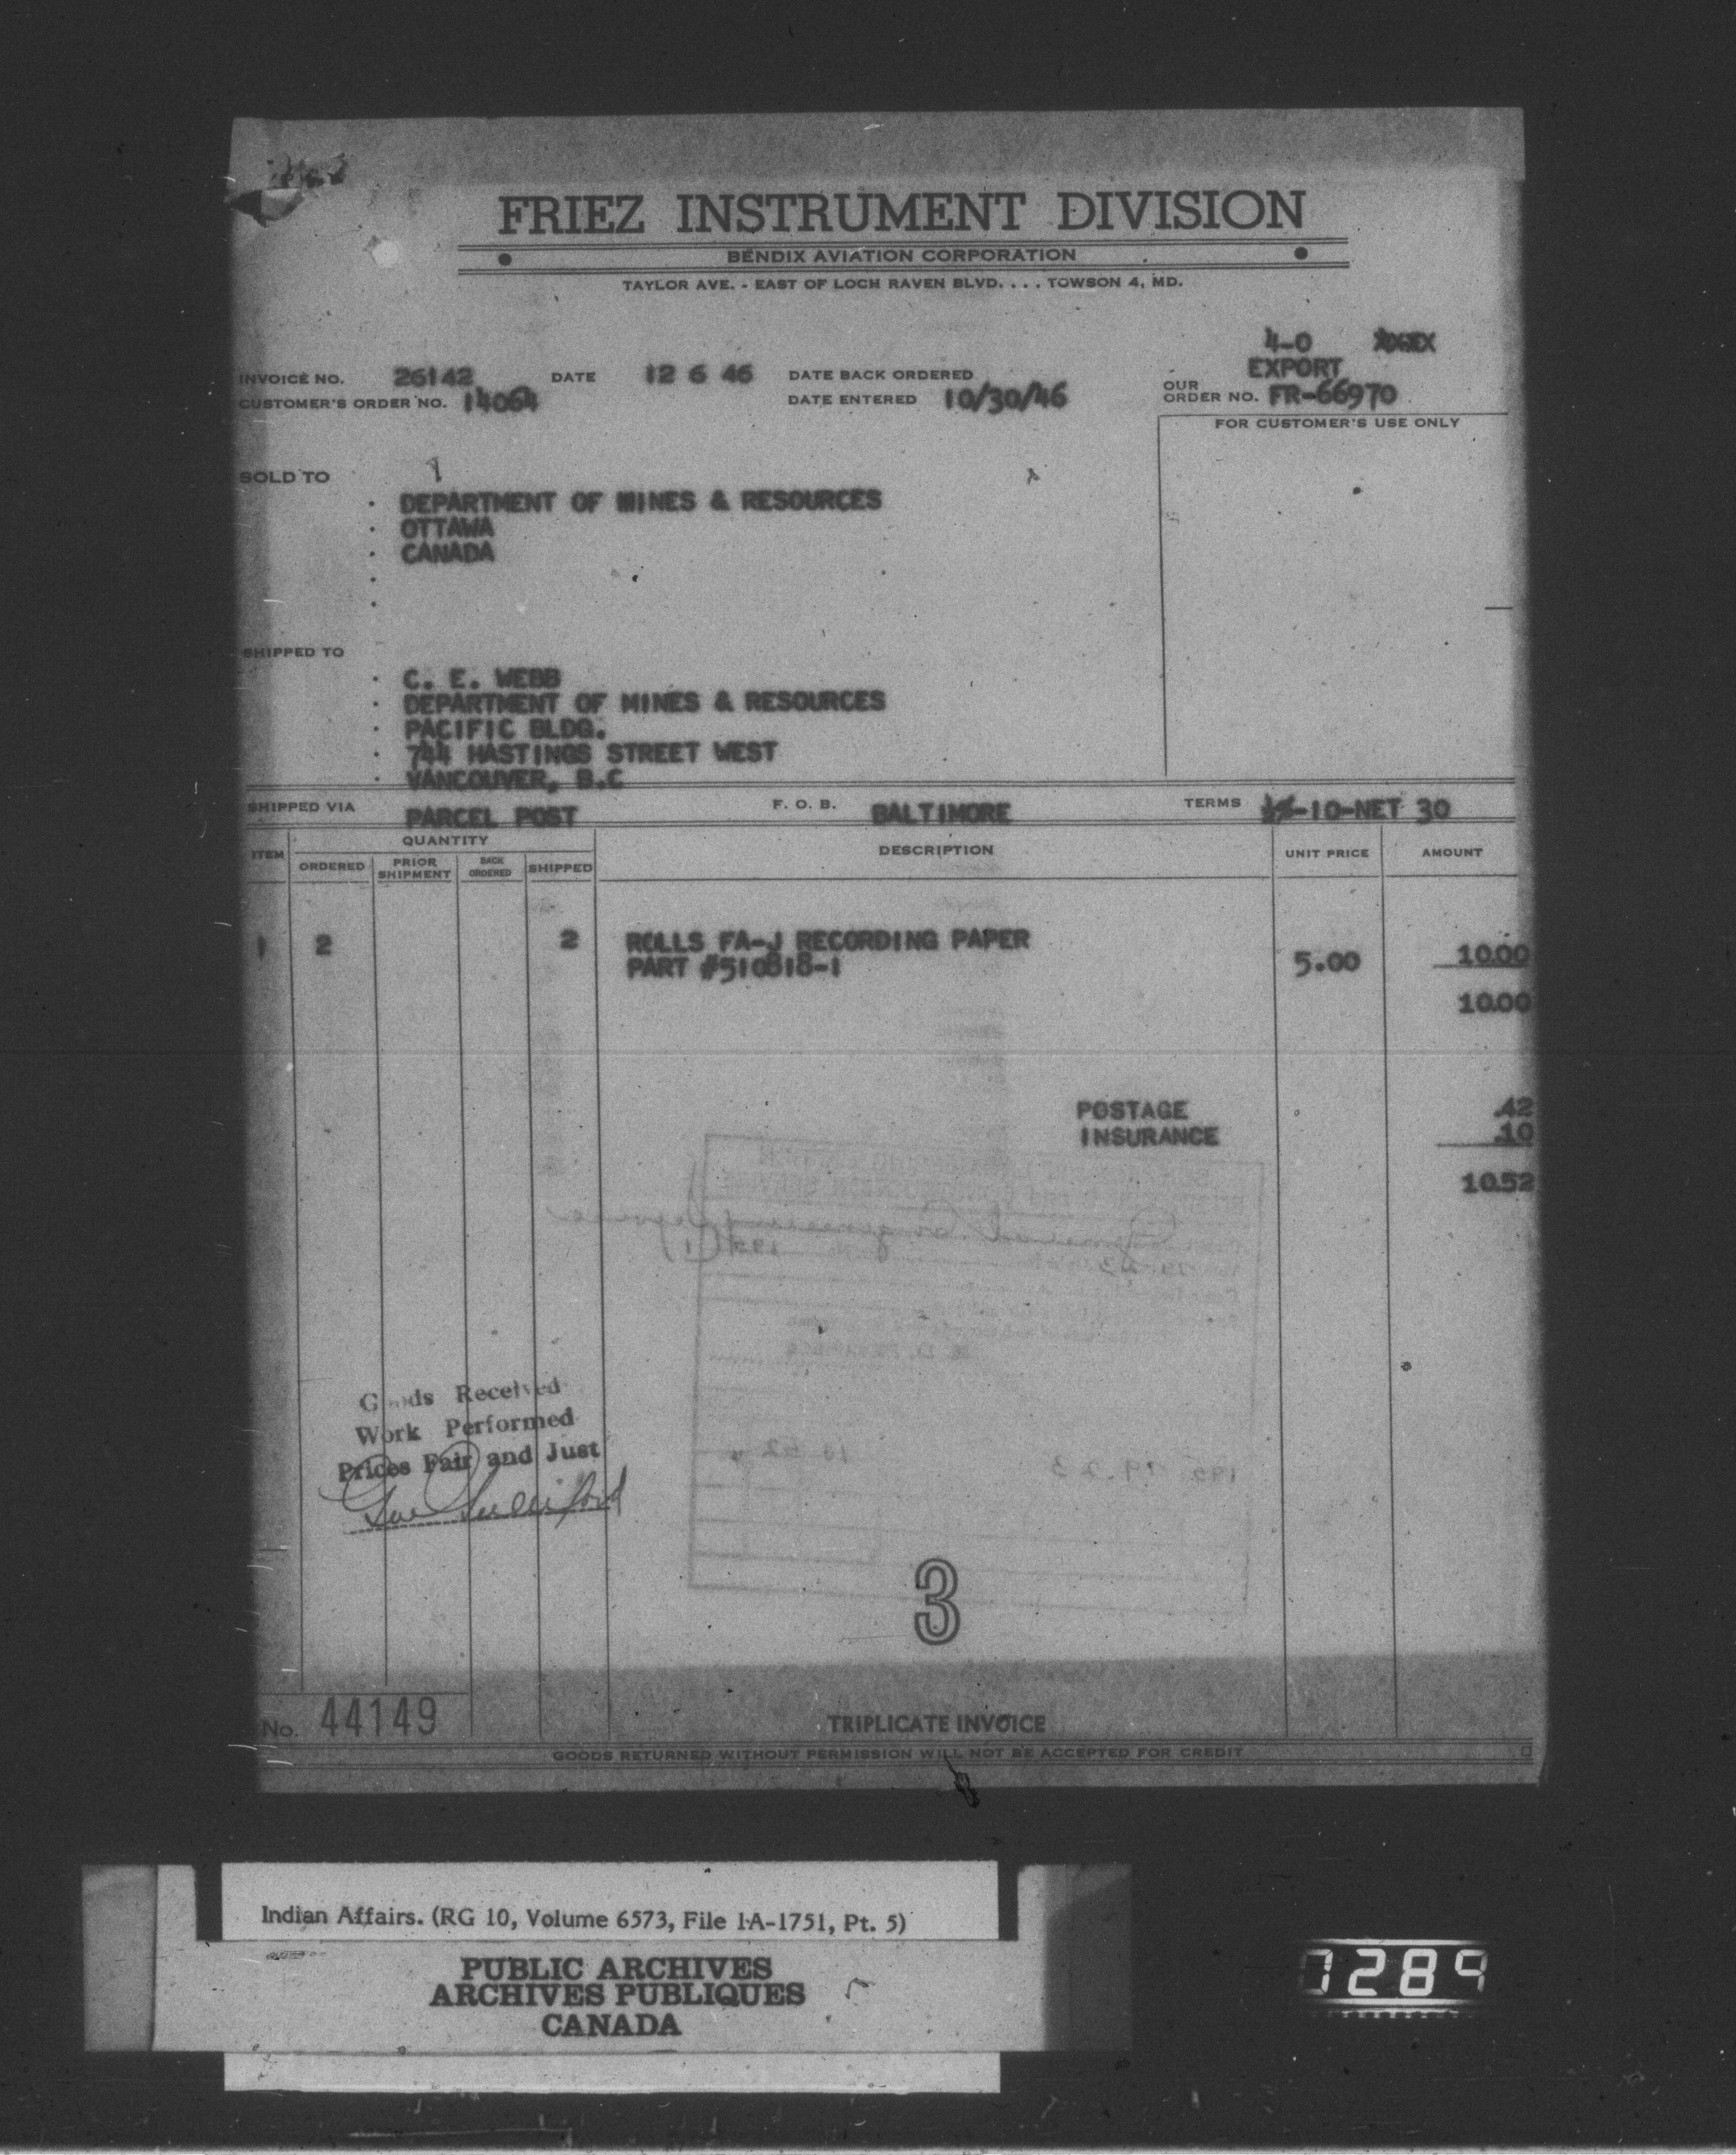 FRIEZ INSTRUMENT DIVISION
BENDIX AVIATION CORPORATION
TAYLOR AVE. - EAST OF LOCH RAVEN BLVD. . . . TOWSON 4, MD.
4-0
EXPORT
INVOICE NO. 26142 DATE 12 6 46 DATE BACK ORDERED
CUSTOMER'S ORDER NO. 14064 DATE ENTERED 10/30/46 OUR ORDER NO. FR-66970
FOR CUSTOMER'S USE ONLY
SOLD TO
DEPARTMENT OF MINES & RESOURCES
OTTAWA
CANADA
SHIPPED TO
C. E. WEBB
DEPARTMENT OF MINES & RESOURCES
PACIFIC BLDG.
744 HASTINGS STREET WEST
VANCOUVER, B.C
SHIPPED VIA PARCEL POST F. O. B. BALTIMORE TERMS -10-NET 30
ITEM QUANTITY DESCRIPTION UNIT PRICE AMOUNT
ORDERED PRIOR SHIPMENT BACK ORDERED SHIPPED
1 2 2 ROLLS FA-J RECORDING PAPER 5.00 10.00
PART #510818-1
10.00
POSTAGE .42
INSURANCE .10
10.52
Goods Received
Work Performed
Prices Fair and Just
3
No. 44149
TRIPLICATE INVOICE
GOODS RETURNED WITHOUT PERMISSION WILL NOT BE ACCEPTED FOR CREDIT
Indian Affairs. (RG 10, Volume 6573, File 1A-1751, Pt. 5)
PUBLIC ARCHIVES
ARCHIVES PUBLIQUES
CANADA
0289